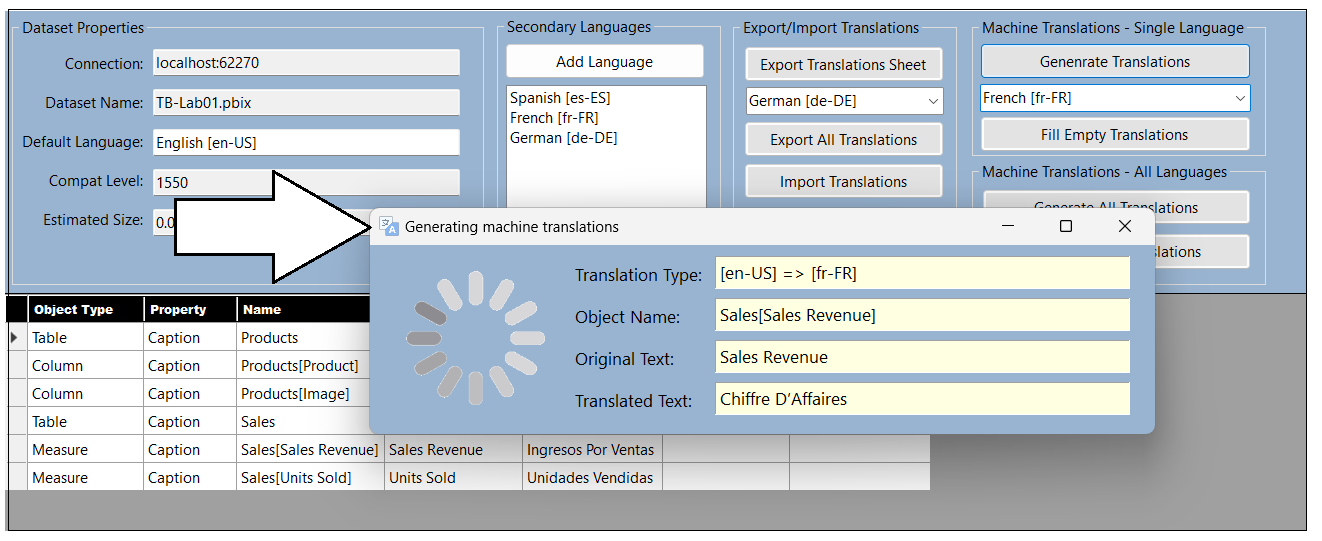 Dataset Properties
Connection: localhost:62270
Dataset Name: TB-Lab01.pbix
Default Language: English [en-US]
Compat Level: 1550
Estimated Size: 0.0
Secondary Languages
Add Language
Spanish [es-ES]
French [fr-FR]
German [de-DE]
Export/Import Translations
Export Translations Sheet
German [de-DE]
Export All Translations
Import Translations
Machine Translations - Single Language
Genenrate Translations
French [fr-FR]
Fill Empty Translations
Machine Translations - All Languages
Generate All Translations
slations
Generating machine translations
Translation Type: [en-US] => [fr-FR]
Object Name: Sales[Sales Revenue]
Original Text: Sales Revenue
Translated Text: Chiffre D’Affaires
Object Type Property Name
Table Caption Products
Column Caption Products[Product]
Column Caption Products[Image]
Table Caption Sales
Measure Caption Sales[Sales Revenue] Sales Revenue Ingresos Por Ventas
Measure Caption Sales[Units Sold] Units Sold Unidades Vendidas